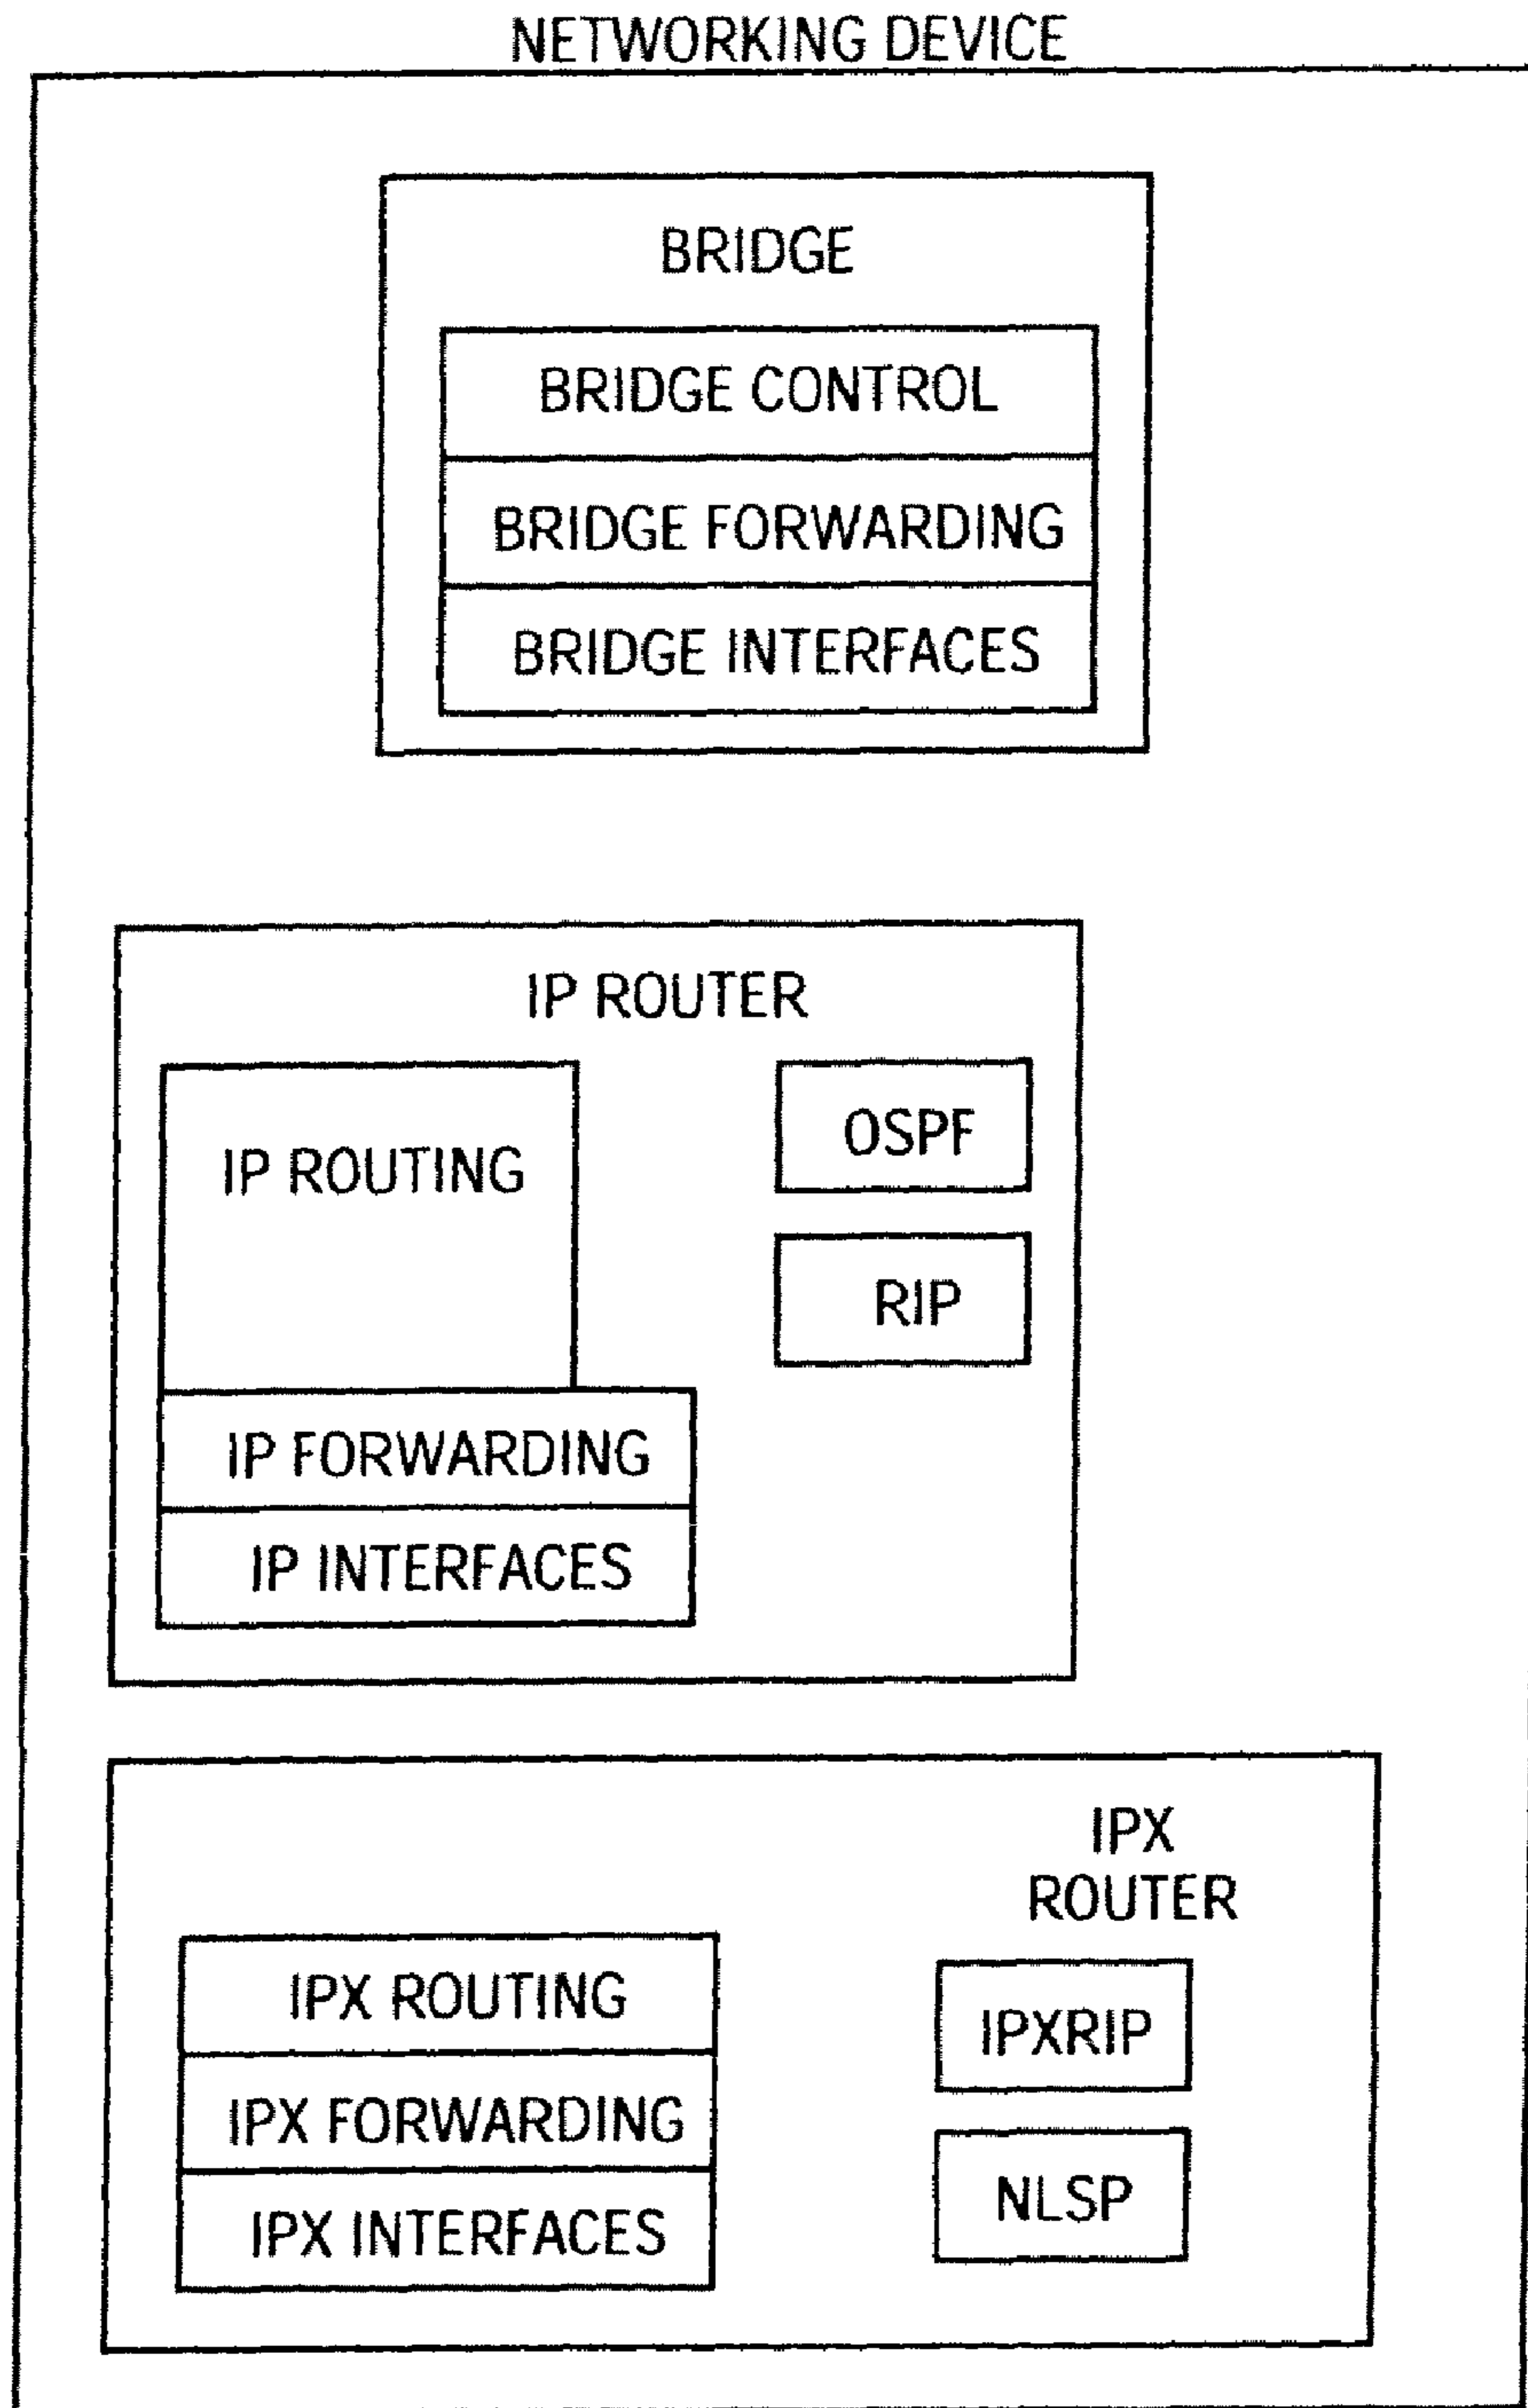 NETWORKING DEVICE
BRIDGE
BRIDGE CONTROL
BRIDGE FORWARDING
BRIDGE INTERFACES
IP ROUTER
IP ROUTING
OSPF
RIP
IP FORWARDING
IP INTERFACES
IPX
ROUTER
IPX ROUTING
IPXRIP
IPX FORWARDING
NLSP
IPX INTERFACES